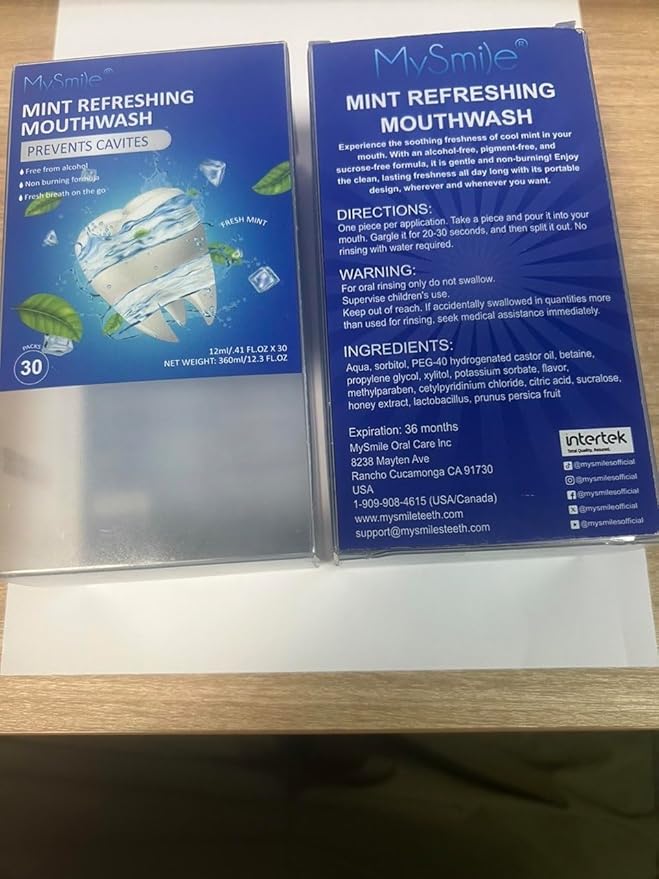 MySmile®
MINT REFRESHING
MOUTHWASH
PREVENTS CAVITES
Free from alcohol
Non burning formula
Fresh breath on the go
FRESH MINT
PACKS
30
12ml/.41 FL.OZ X 30
NET WEIGHT: 360ml/12.3 FL.OZ
MySmile®
MINT REFRESHING
MOUTHWASH
Experience the soothing freshness of cool mint in your
mouth. With an alcohol-free, pigment-free, and
sucrose-free formula, it is gentle and non-burning! Enjoy
the clean, lasting freshness all day long with its portable
design, wherever and whenever you want.
DIRECTIONS:
One piece per application. Take a piece and pour it into your
mouth. Gargle it for 20-30 seconds, and then split it out. No
rinsing with water required.
WARNING:
For oral rinsing only do not swallow.
Supervise children's use.
Keep out of reach. If accidentally swallowed in quantities more
than used for rinsing, seek medical assistance immediately.
INGREDIENTS:
Aqua, sorbitol, PEG-40 hydrogenated castor oil, betaine,
propylene glycol, xylitol, potassium sorbate, flavor,
methylparaben, cetylpyridinium chloride, citric acid, sucralose,
honey extract, lactobacillus, prunus persica fruit
Expiration: 36 months
MySmile Oral Care Inc
8238 Mayten Ave
Rancho Cucamonga CA 91730
USA
1-909-908-4615 (USA/Canada)
www.mysmileteeth.com
support@mysmilesteeth.com
intertek
Total Quality. Assured.
@mysmilesofficial
@mysmilesofficial
@mysmilesofficial
@mysmileofficial
@mysmilesofficial